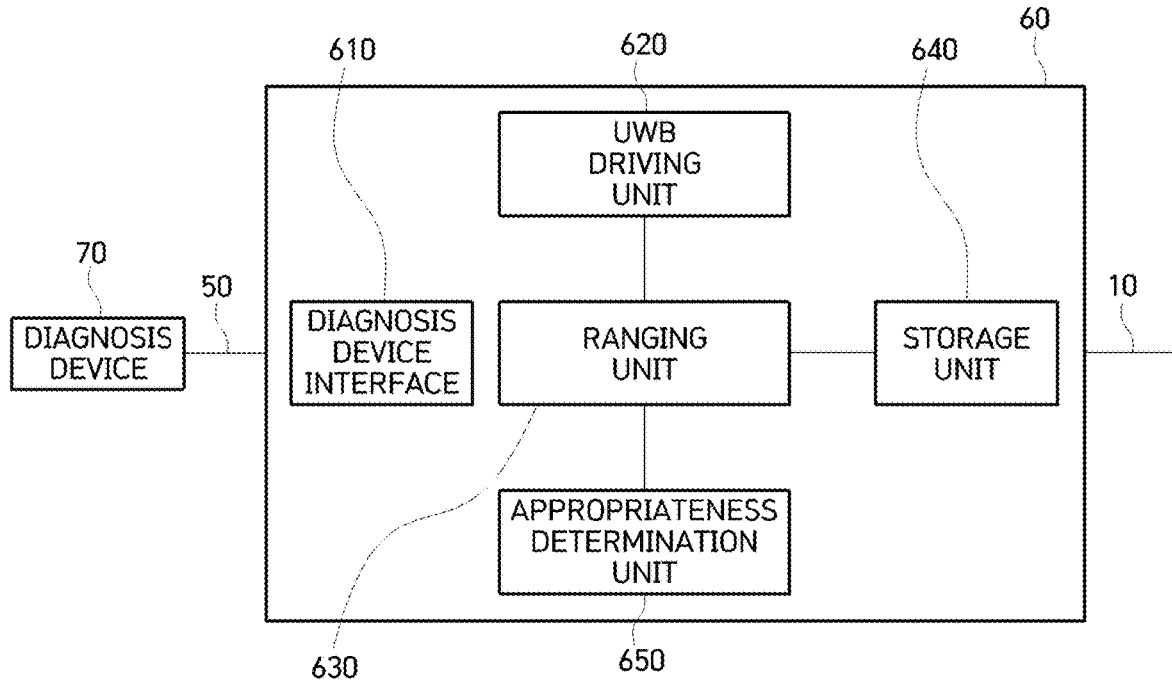 60
610
620
640
UWB
DRIVING
UNIT
70
50
10
DIAGNOSIS
DEVICE
DIAGNOSIS
DEVICE
INTERFACE
RANGING
UNIT
STORAGE
UNIT
APPROPRIATENESS
DETERMINATION
UNIT
630
650